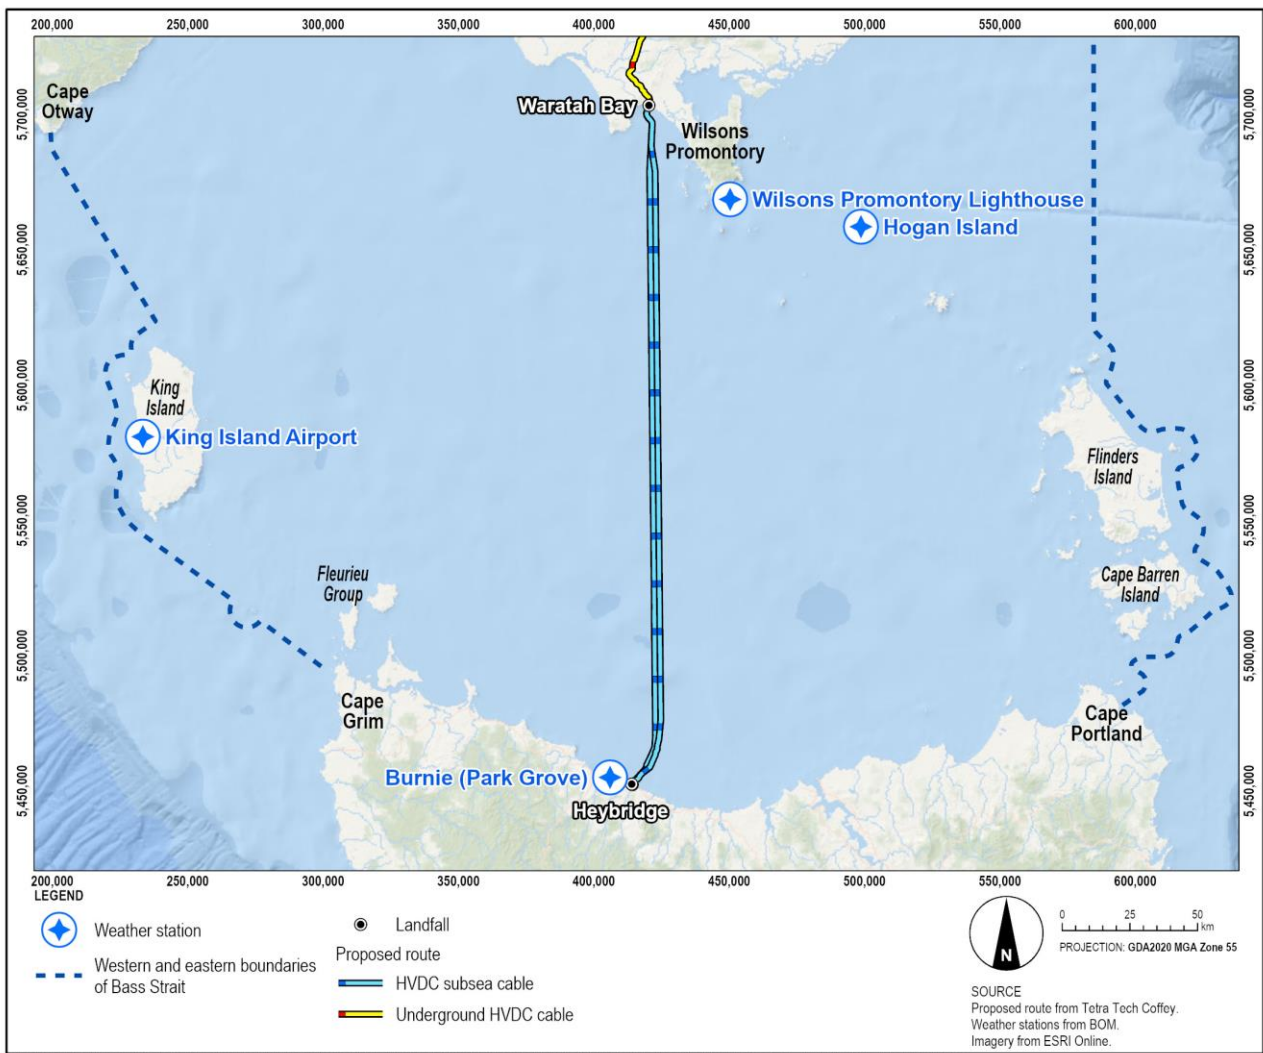 200,000 250,000 300,000 350,000 400,000 450,000 500,000 550,000 600,000
5,700,000
5,650,000
5,600,000
5,550,000
5,500,000
5,450,000
5,700,000
5,650,000
5,600,000
5,550,000
5,500,000
5,450,000
Cape
Otway
Waratah Bay
Wilsons
Promontory
Wilsons Promontory Lighthouse
Hogan Island
King
Island
King Island Airport
Flinders
Island
Fleurieu
Group
Cape Barren
Island
Cape
Grim
Cape
Portland
Burnie (Park Grove)
Heybridge
200,000 250,000 300,000 350,000 400,000 450,000 500,000 550,000 600,000
LEGEND
Weather station
Western and eastern boundaries
of Bass Strait
Landfall
Proposed route
HVDC subsea cable
Underground HVDC cable
N
0 25 50
km
PROJECTION: GDA2020 MGA Zone 55
SOURCE
Proposed route from Tetra Tech Coffey.
Weather stations from BOM.
Imagery from ESRI Online.